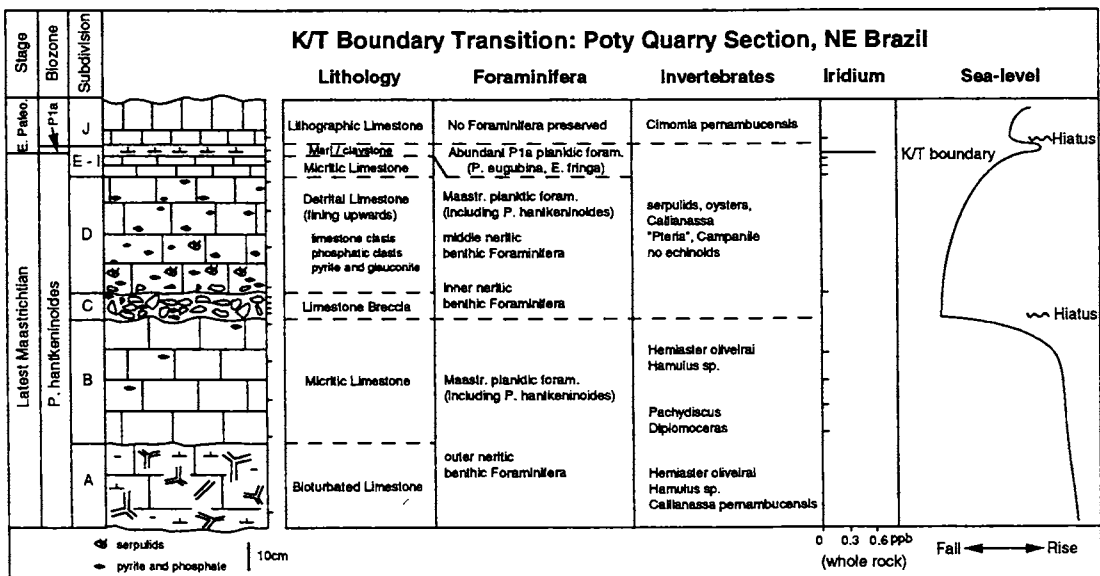 K/T Boundary Transition: Poty Quarry Section, NE Brazil
Stage
Biozone
Subdivision
Lithology
Foraminifera
Invertebrates
Iridium
Sea-level
E. Paleo.
P1a
J
Lithographic Limestone
No Foraminifera preserved
Cimomia pernambucensis
Hiatus
Marl / claystone
Abundant P1a planktic foram.
K/T boundary
E - I
Micritic Limestone
(P. eugubina, E. fringa)
Latest Maastrichtian
P. hantkeninoides
D
Detrital Limestone
(fining upwards)
limestone clasts
phosphatic clasts
pyrite and glauconite
Maastr. planktic foram.
(including P. hantkeninoides)
middle neritic
benthic Foraminifera
serpulids, oysters,
Callianassa
"Pteria", Campanile
no echinoids
C
Limestone Breccia
inner neritic
benthic Foraminifera
Hiatus
B
Micritic Limestone
Maastr. planktic foram.
(including P. hantkeninoides)
Hemiaster oliveirai
Hamulus sp.
Pachydiscus
Diplomoceras
A
Bioturbated Limestone
outer neritic
benthic Foraminifera
Hemiaster oliveirai
Hamulus sp.
Callianassa pernambucensis
serpulids
pyrite and phosphate
10cm
0 0.3 0.6 ppb
(whole rock)
Fall
Rise